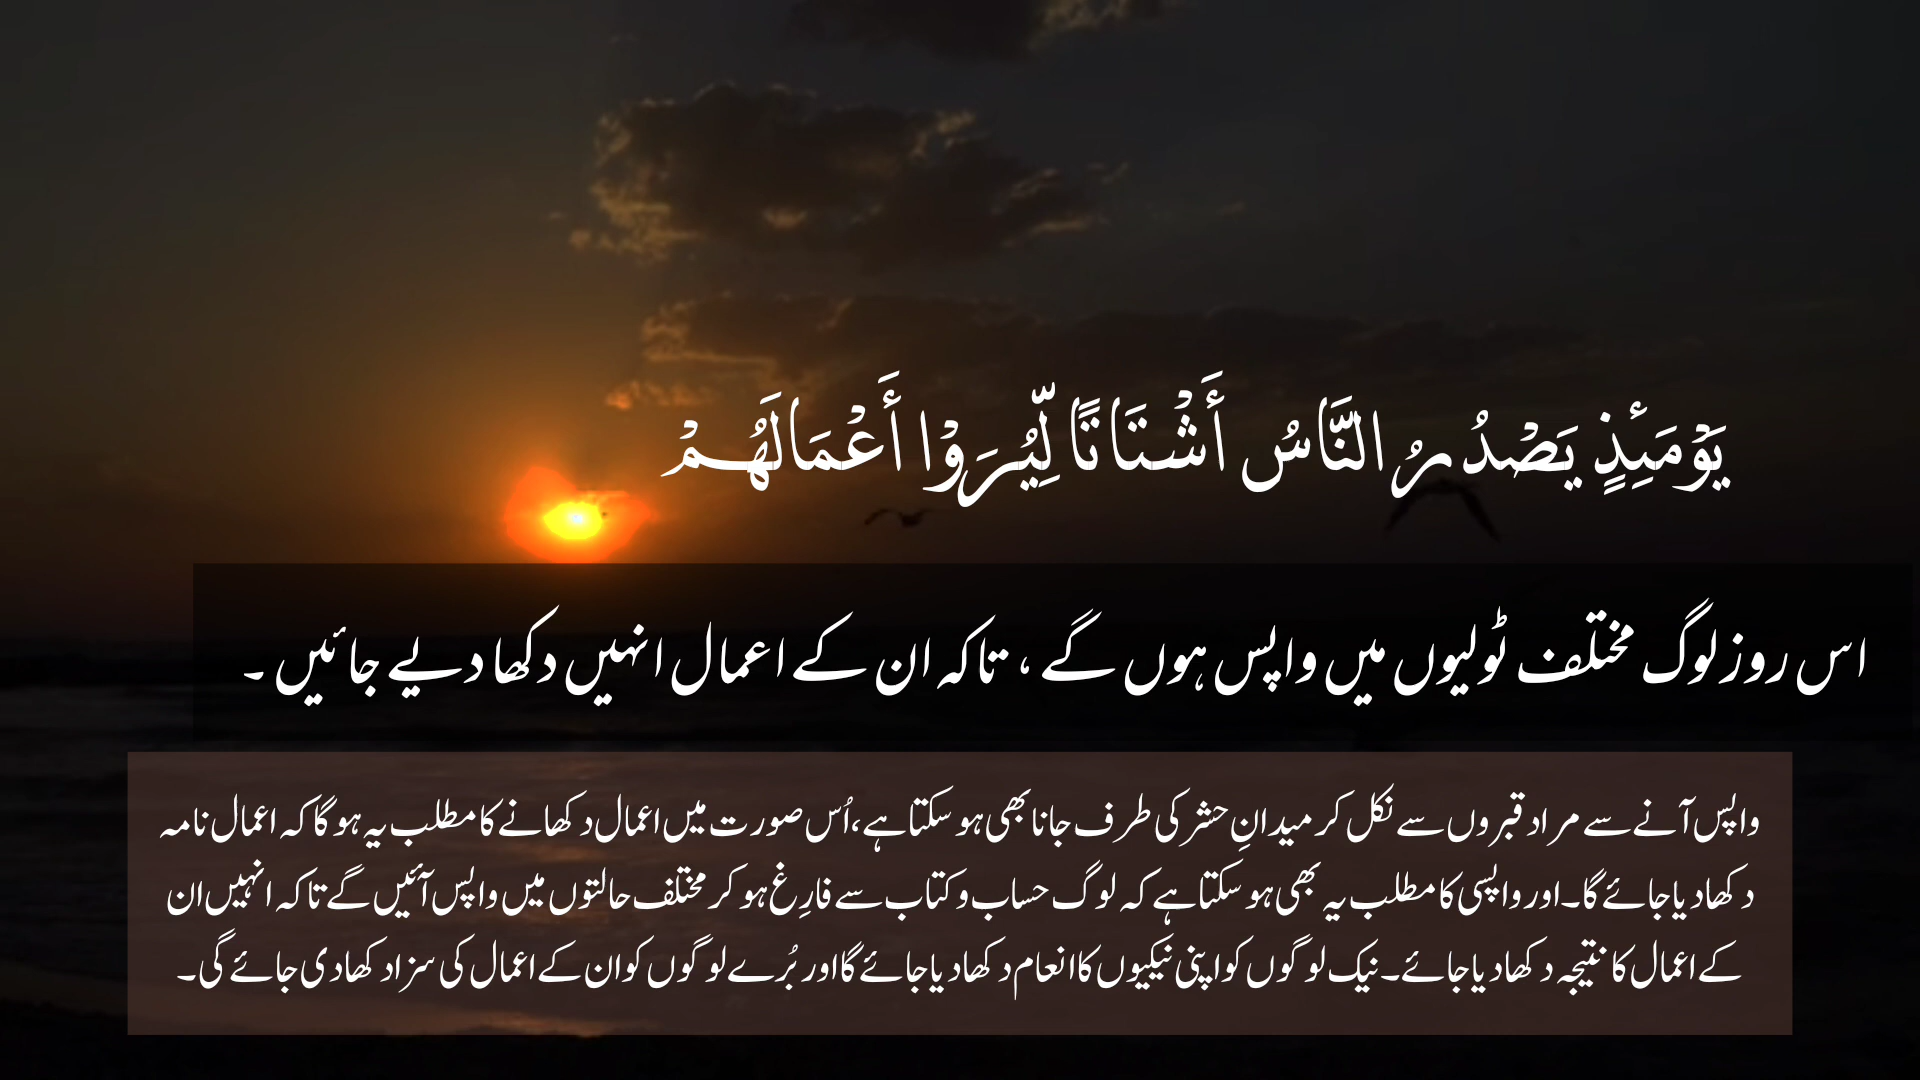 يَوْمَئِذٍ يَصْدُرُ النَّاسُ أَشْتَاتًا لِّيُرَوْا أَعْمَالَهُمْ
اس روز لوگ مختلف ٹولیوں میں واپس ہوں گے ، تاکہ ان کے اعمال انہیں دکھا دیے جائیں ۔
واپس آنے سے مراد قبروں سے نکل کر میدانِ حشر کی طرف جانا بھی ہو سکتا ہے، اُس صورت میں اعمال دکھانے کا مطلب یہ ہو گا کہ اعمال نامہ
دکھا دیا جائے گا۔ اور واپسی کا مطلب یہ بھی ہو سکتا ہے کہ لوگ حساب و کتاب سے فارِغ ہو کر مختلف حالتوں میں واپس آئیں گے تاکہ انہیں ان
کے اعمال کا نتیجہ دکھا دیا جائے۔ نیک لوگوں کو اپنی نیکیوں کا انعام دکھا دیا جائے گا اور بُرے لوگوں کو ان کے اعمال کی سزا دکھا دی جائے گی۔